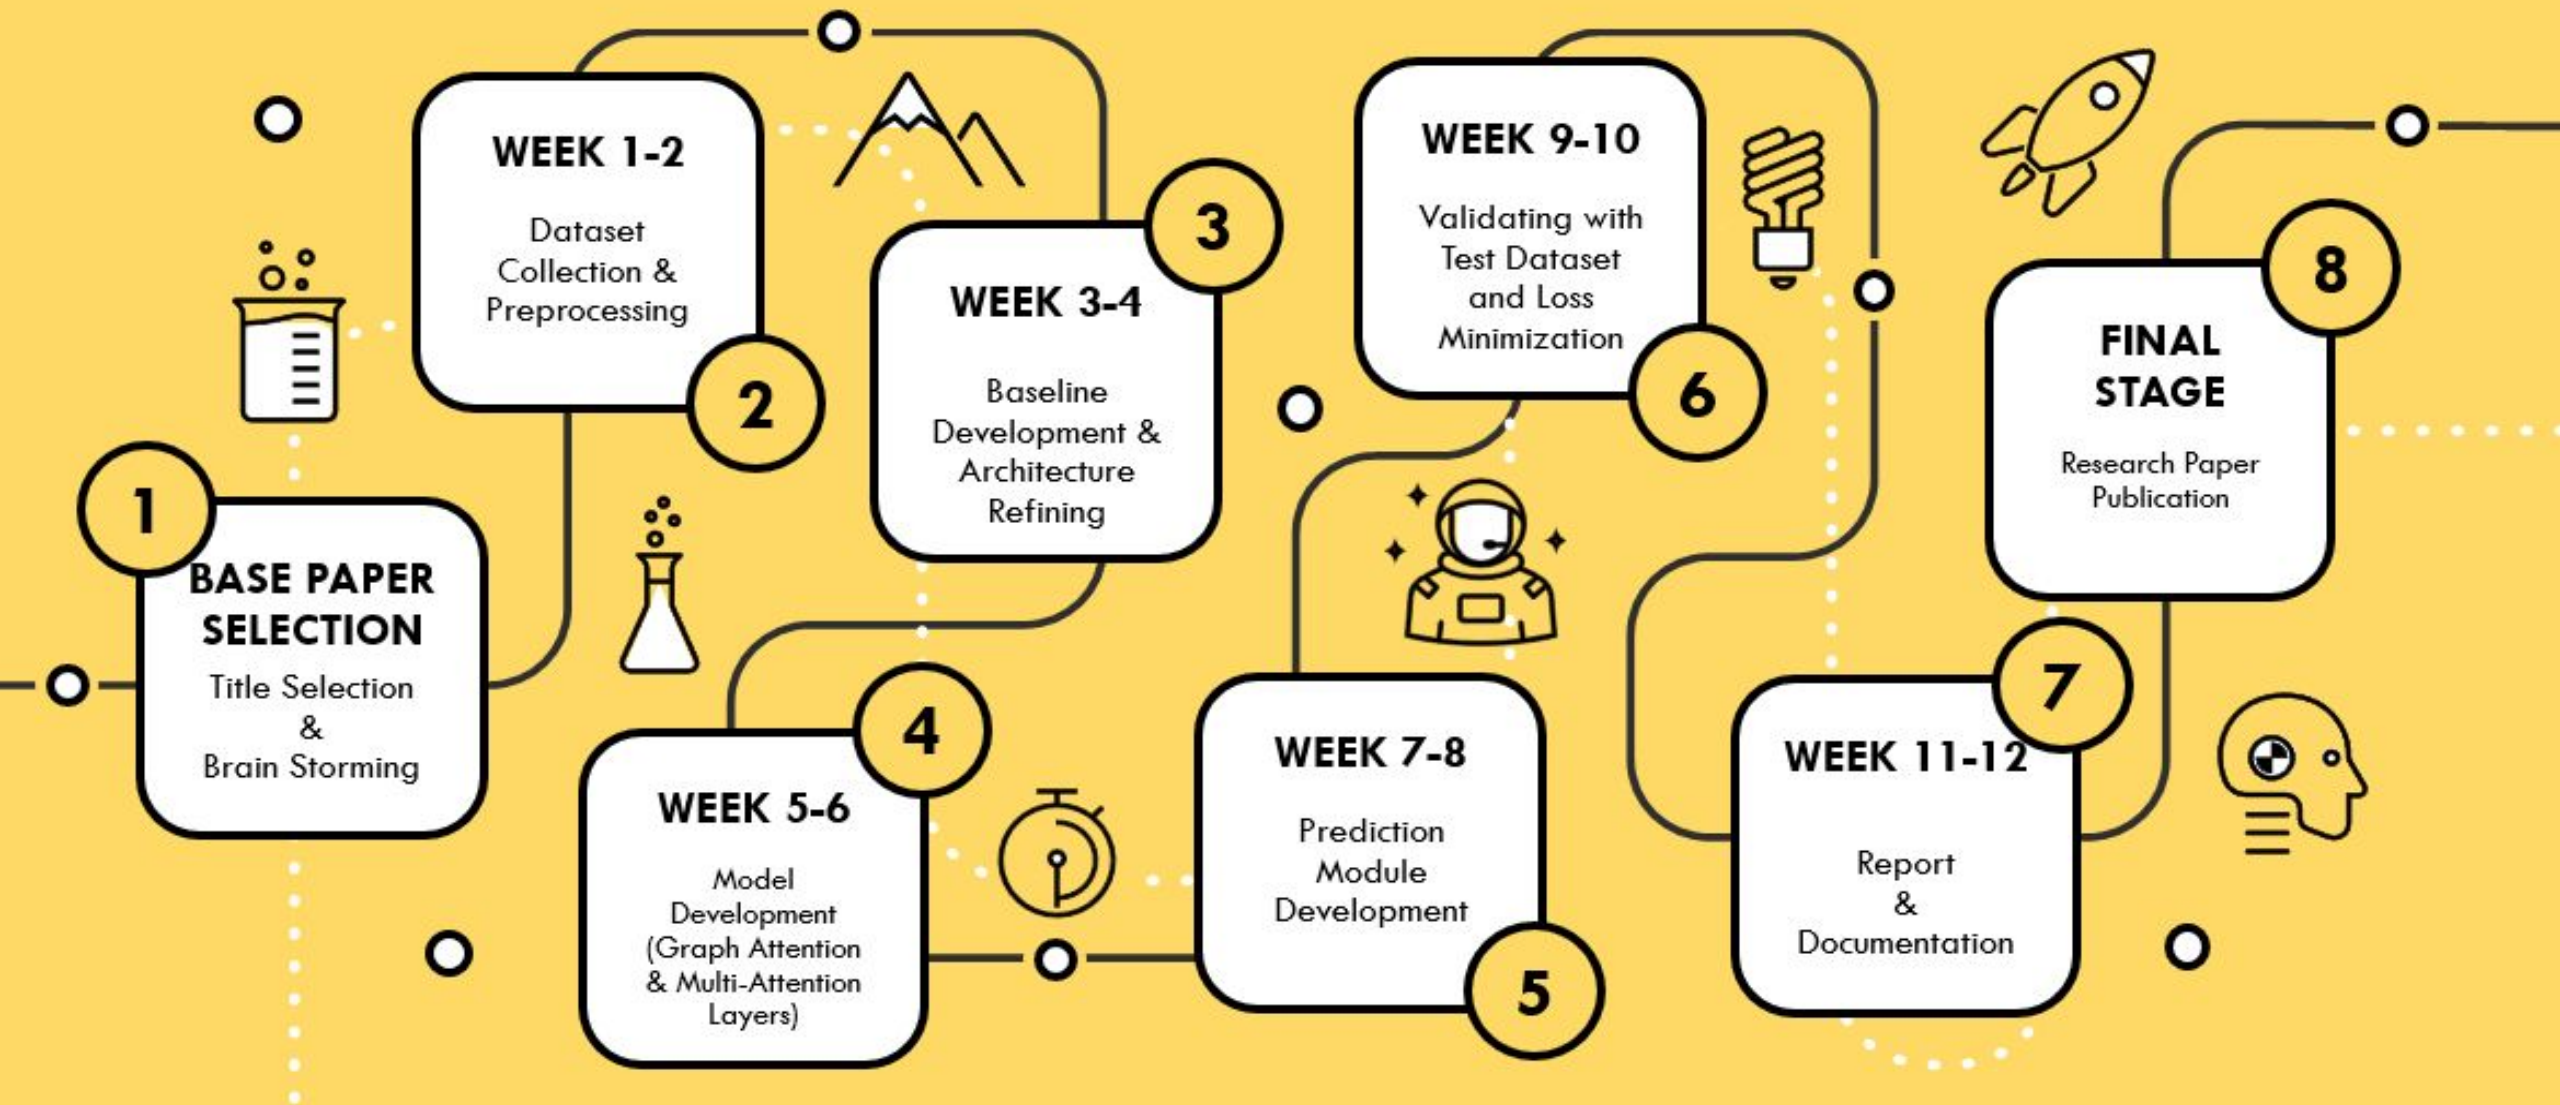 1
BASE PAPER
SELECTION
Title Selection
&
Brain Storming
WEEK 1-2
Dataset
Collection &
Preprocessing
2
3
WEEK 3-4
Baseline
Development &
Architecture
Refining
4
WEEK 5-6
Model
Development
(Graph Attention
& Multi-Attention
Layers)
WEEK 7-8
Prediction
Module
Development
5
WEEK 9-10
Validating with
Test Dataset
and Loss
Minimization
6
7
WEEK 11-12
Report
&
Documentation
8
FINAL
STAGE
Research Paper
Publication